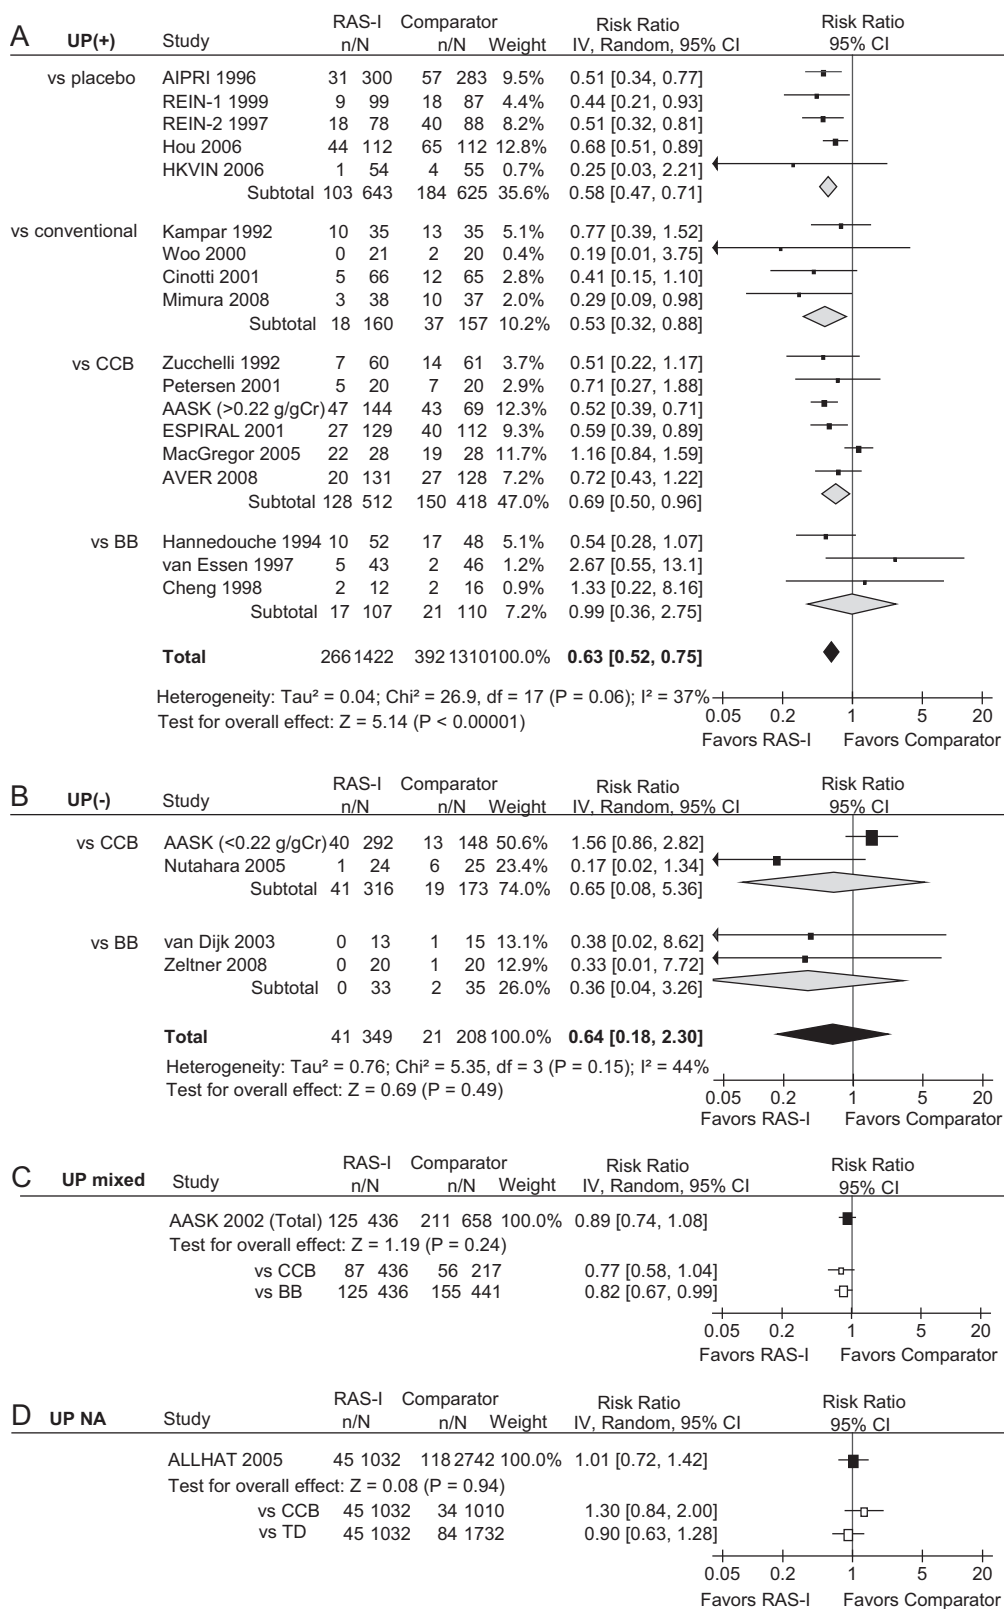 RAS-I Comparator Risk Ratio Risk Ratio
A UP(+) Study n/N n/N Weight IV, Random, 95% CI 95% CI
vs placebo AIPRI 1996 31 300 57 283 9.5% 0.51 [0.34, 0.77]
REIN-1 1999 9 99 18 87 4.4% 0.44 [0.21, 0.93]
REIN-2 1997 18 78 40 88 8.2% 0.51 [0.32, 0.81]
Hou 2006 44 112 65 112 12.8% 0.68 [0.51, 0.89]
HKVIN 2006 1 54 4 55 0.7% 0.25 [0.03, 2.21]
Subtotal 103 643 184 625 35.6% 0.58 [0.47, 0.71]
vs conventional Kampar 1992 10 35 13 35 5.1% 0.77 [0.39, 1.52]
Woo 2000 0 21 2 20 0.4% 0.19 [0.01, 3.75]
Cinotti 2001 5 66 12 65 2.8% 0.41 [0.15, 1.10]
Mimura 2008 3 38 10 37 2.0% 0.29 [0.09, 0.98]
Subtotal 18 160 37 157 10.2% 0.53 [0.32, 0.88]
vs CCB Zucchelli 1992 7 60 14 61 3.7% 0.51 [0.22, 1.17]
Petersen 2001 5 20 7 20 2.9% 0.71 [0.27, 1.88]
AASK (>0.22 g/gCr) 47 144 43 69 12.3% 0.52 [0.39, 0.71]
ESPIRAL 2001 27 129 40 112 9.3% 0.59 [0.39, 0.89]
MacGregor 2005 22 28 19 28 11.7% 1.16 [0.84, 1.59]
AVER 2008 20 131 27 128 7.2% 0.72 [0.43, 1.22]
Subtotal 128 512 150 418 47.0% 0.69 [0.50, 0.96]
vs BB Hannedouche 1994 10 52 17 48 5.1% 0.54 [0.28, 1.07]
van Essen 1997 5 43 2 46 1.2% 2.67 [0.55, 13.1]
Cheng 1998 2 12 2 16 0.9% 1.33 [0.22, 8.16]
Subtotal 17 107 21 110 7.2% 0.99 [0.36, 2.75]
Total 266 1422 392 1310 100.0% 0.63 [0.52, 0.75]
Heterogeneity: Tau² = 0.04; Chi² = 26.9, df = 17 (P = 0.06); I² = 37%
Test for overall effect: Z = 5.14 (P < 0.00001)
0.05 0.2 1 5 20
Favors RAS-I Favors Comparator
RAS-I Comparator Risk Ratio Risk Ratio
B UP(-) Study n/N n/N Weight IV, Random, 95% CI 95% CI
vs CCB AASK (<0.22 g/gCr) 40 292 13 148 50.6% 1.56 [0.86, 2.82]
Nutahara 2005 1 24 6 25 23.4% 0.17 [0.02, 1.34]
Subtotal 41 316 19 173 74.0% 0.65 [0.08, 5.36]
vs BB van Dijk 2003 0 13 1 15 13.1% 0.38 [0.02, 8.62]
Zeltner 2008 0 20 1 20 12.9% 0.33 [0.01, 7.72]
Subtotal 0 33 2 35 26.0% 0.36 [0.04, 3.26]
Total 41 349 21 208 100.0% 0.64 [0.18, 2.30]
Heterogeneity: Tau² = 0.76; Chi² = 5.35, df = 3 (P = 0.15); I² = 44%
Test for overall effect: Z = 0.69 (P = 0.49)
0.05 0.2 1 5 20
Favors RAS-I Favors Comparator
RAS-I Comparator Risk Ratio Risk Ratio
C UP mixed Study n/N n/N Weight IV, Random, 95% CI 95% CI
AASK 2002 (Total) 125 436 211 658 100.0% 0.89 [0.74, 1.08]
Test for overall effect: Z = 1.19 (P = 0.24)
vs CCB 87 436 56 217 0.77 [0.58, 1.04]
vs BB 125 436 155 441 0.82 [0.67, 0.99]
0.05 0.2 1 5 20
Favors RAS-I Favors Comparator
RAS-I Comparator Risk Ratio Risk Ratio
D UP NA Study n/N n/N Weight IV, Random, 95% CI 95% CI
ALLHAT 2005 45 1032 118 2742 100.0% 1.01 [0.72, 1.42]
Test for overall effect: Z = 0.08 (P = 0.94)
vs CCB 45 1032 34 1010 1.30 [0.84, 2.00]
vs TD 45 1032 84 1732 0.90 [0.63, 1.28]
0.05 0.2 1 5 20
Favors RAS-I Favors Comparator